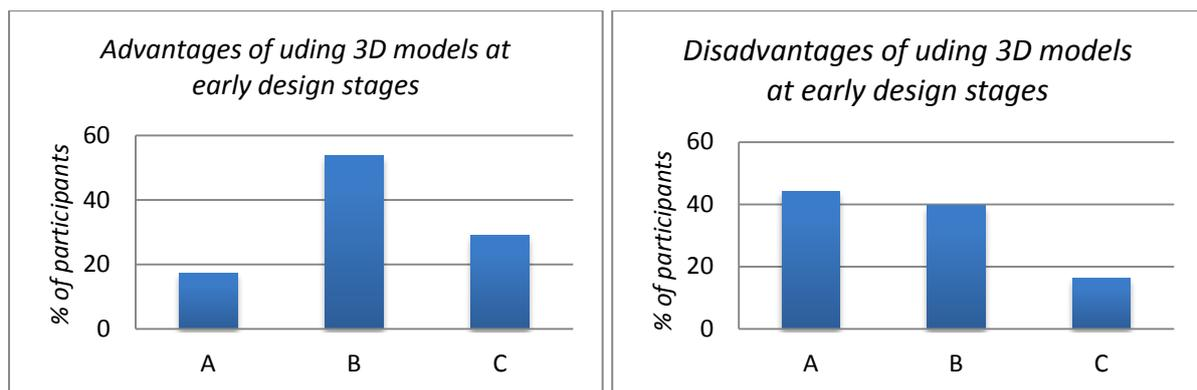 Advantages of uding 3D models at
early design stages
% of participants
60
40
20
0
A B C
Disadvantages of uding 3D models
at early design stages
% of participants
60
40
20
0
A B C